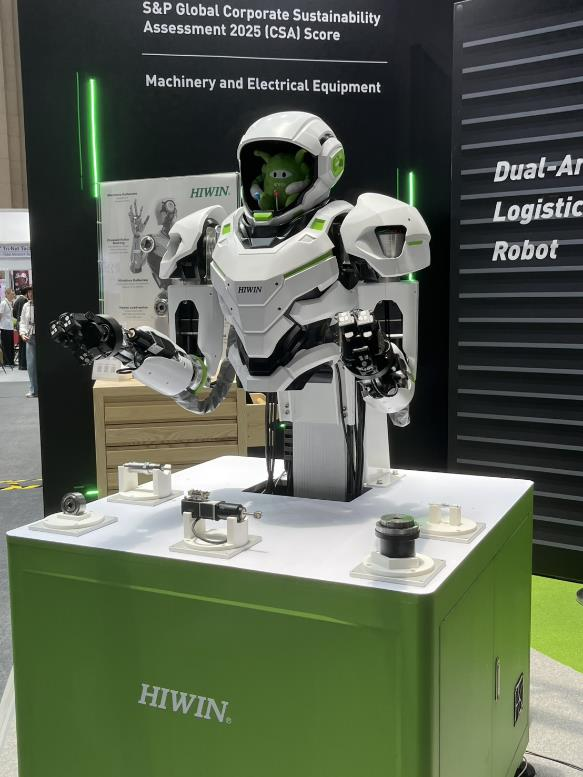 S&P Global Corporate Sustainability
Assessment 2025 (CSA) Score
Machinery and Electrical Equipment
HIWIN®
Dual-Ar
Logistic
Robot
HIWIN
HIWIN®